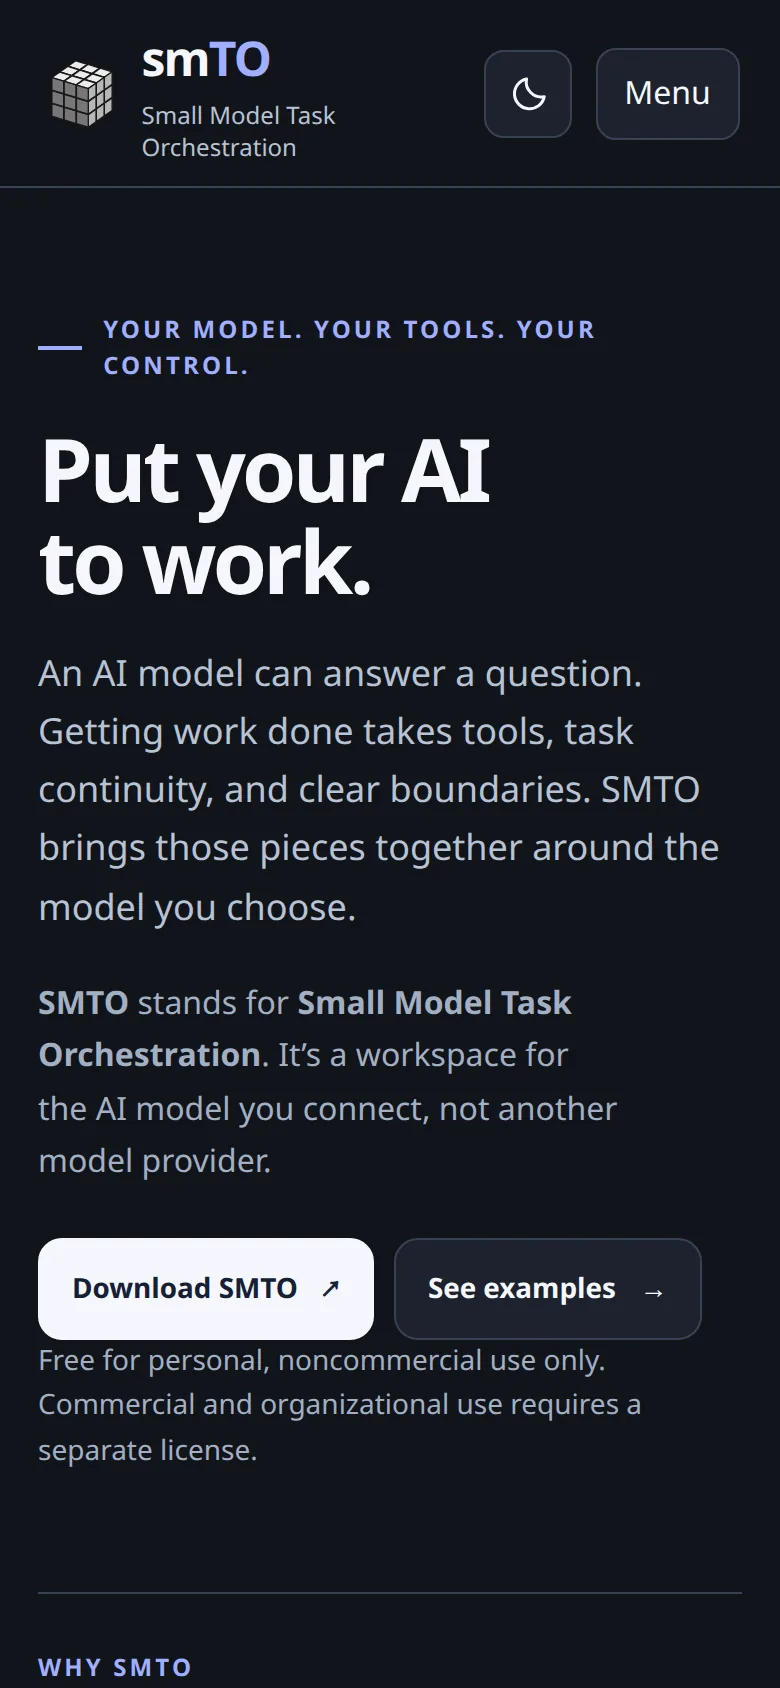 smTO
Small Model Task
Orchestration
Menu
YOUR MODEL. YOUR TOOLS. YOUR
CONTROL.
Put your AI
to work.
An AI model can answer a question.
Getting work done takes tools, task
continuity, and clear boundaries. SMTO
brings those pieces together around the
model you choose.
SMTO stands for Small Model Task
Orchestration. It’s a workspace for
the AI model you connect, not another
model provider.
Download SMTO ↗
See examples →
Free for personal, noncommercial use only.
Commercial and organizational use requires a
separate license.
WHY SMTO